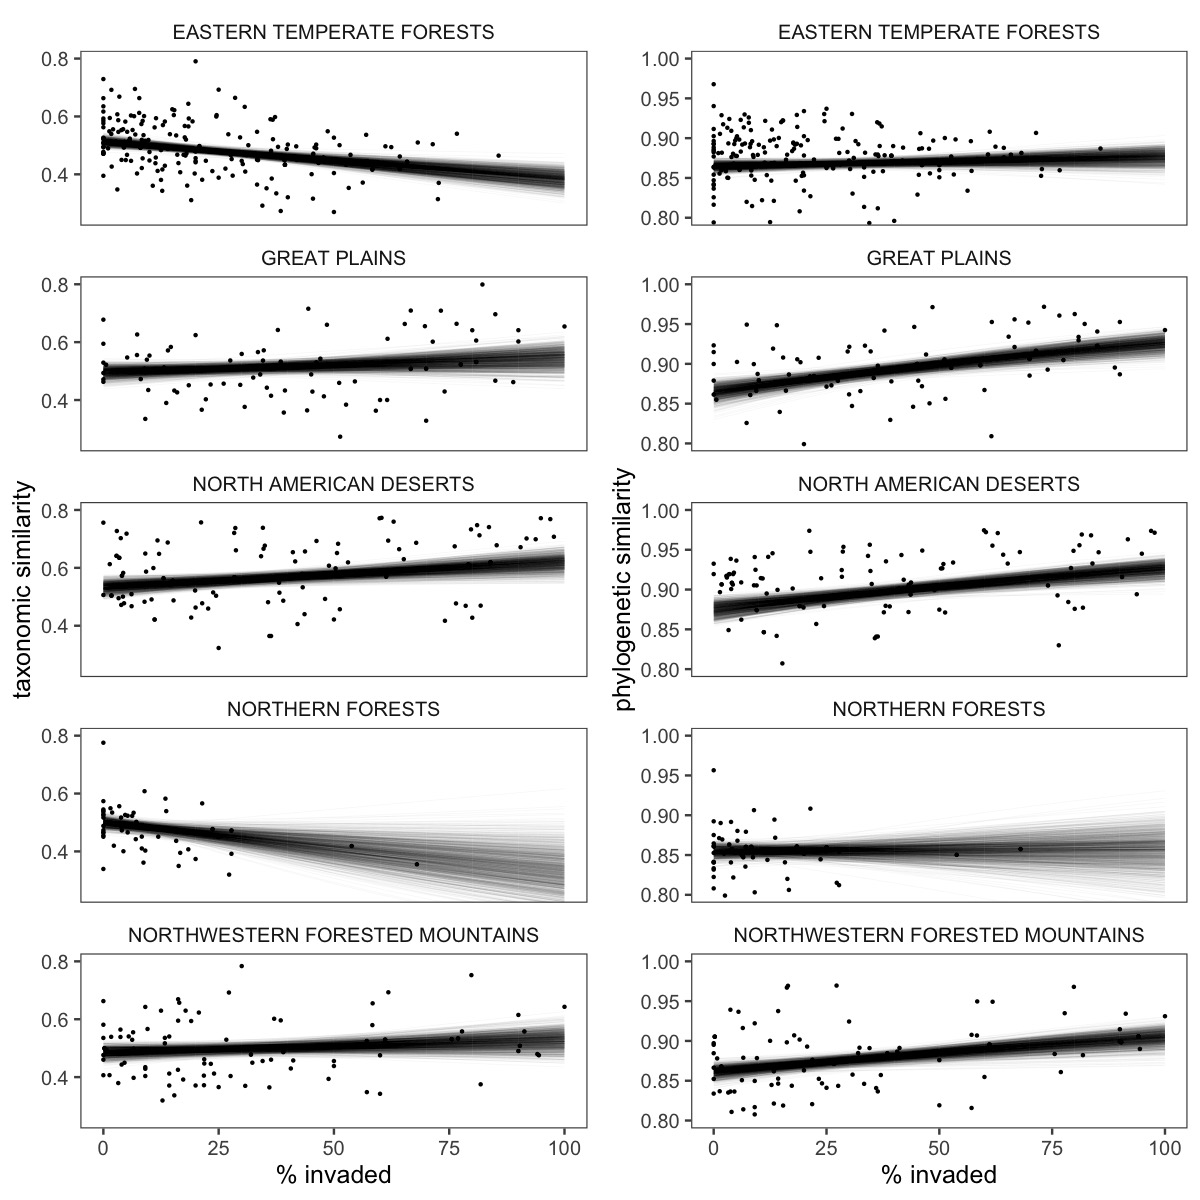 EASTERN TEMPERATE FORESTS
0.8
0.6
0.4
EASTERN TEMPERATE FORESTS
1.00
0.95
0.90
0.85
0.80
GREAT PLAINS
0.8
0.6
0.4
GREAT PLAINS
1.00
0.95
0.90
0.85
0.80
taxonomic similarity
NORTH AMERICAN DESERTS
0.8
0.6
0.4
phylogenetic similarity
NORTH AMERICAN DESERTS
1.00
0.95
0.90
0.85
0.80
NORTHERN FORESTS
0.8
0.6
0.4
NORTHERN FORESTS
1.00
0.95
0.90
0.85
0.80
NORTHWESTERN FORESTED MOUNTAINS
0.8
0.6
0.4
0 25 50 75 100
% invaded
NORTHWESTERN FORESTED MOUNTAINS
1.00
0.95
0.90
0.85
0.80
0 25 50 75 100
% invaded